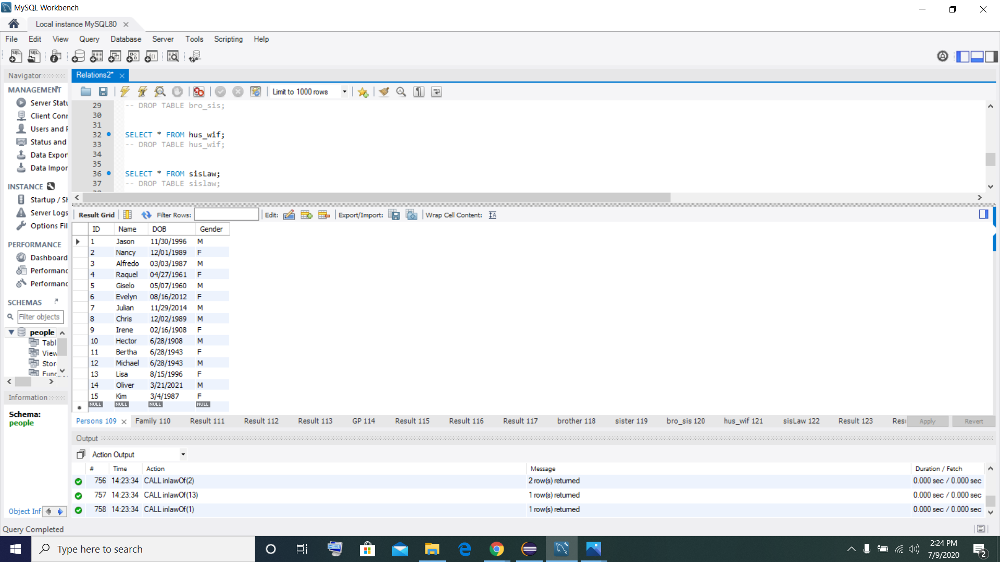 MySQL Workbench
Local instance MySQL80
File Edit View Query Database Server Tools Scripting Help
Navigator
MANAGEMENT
Server Statu
Client Conn
Users and P
Status and
Data Expor
Data Impor
INSTANCE
Startup / Sh
Server Logs
Options Fil
PERFORMANCE
Dashboard
Performanc
Performanc
SCHEMAS
Filter objects
people
Tabl
View
Stor
Func
Information
Schema:
people
Object Inf
Relations2*
Limit to 1000 rows
29 -- DROP TABLE bro_sis;
30
31
32 SELECT * FROM hus_wif;
33 -- DROP TABLE hus_wif;
34
35
36 SELECT * FROM sisLaw;
37 -- DROP TABLE sislaw;
Result Grid Filter Rows: Edit: Export/Import: Wrap Cell Content:
ID Name DOB Gender
1 Jason 11/30/1996 M
2 Nancy 12/01/1989 F
3 Alfredo 03/03/1987 M
4 Raquel 04/27/1961 F
5 Giselo 05/07/1960 M
6 Evelyn 08/16/2012 F
7 Julian 11/29/2014 M
8 Chris 12/02/1989 M
9 Irene 02/16/1908 F
10 Hector 6/28/1908 M
11 Bertha 6/28/1943 F
12 Michael 6/28/1943 M
13 Lisa 8/15/1996 F
14 Oliver 3/21/2021 M
15 Kim 3/4/1987 F
NULL NULL NULL NULL
Persons 109 Family 110 Result 111 Result 112 Result 113 GP 114 Result 115 Result 116 Result 117 brother 118 sister 119 bro_sis 120 hus_wif 121 sisLaw 122 Result 123 Resu Apply Revert
Output
Action Output
# Time Action Message Duration / Fetch
756 14:23:34 CALL inlawOf(2) 2 row(s) returned 0.000 sec / 0.000 sec
757 14:23:34 CALL inlawOf(13) 1 row(s) returned 0.000 sec / 0.000 sec
758 14:23:34 CALL inlawOf(1) 1 row(s) returned 0.000 sec / 0.000 sec
Query Completed
Type here to search
2:24 PM
7/9/2020
2